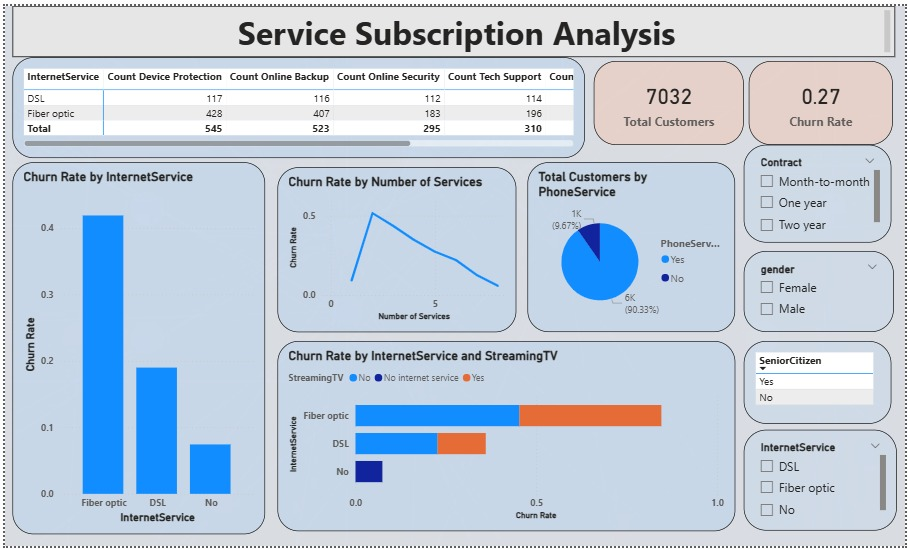 Service Subscription Analysis
InternetService Count Device Protection Count Online Backup Count Online Security Count Tech Support Coun
DSL 117 116 112 114
Fiber optic 428 407 183 196
Total 545 523 295 310
7032
Total Customers
0.27
Churn Rate
Contract
Month-to-month
One year
Two year
gender
Female
Male
SeniorCitizen
Yes
No
InternetService
DSL
Fiber optic
No
Churn Rate by InternetService
Churn Rate
0.4
0.3
0.2
0.1
0.0
Fiber optic DSL No
InternetService
Churn Rate by Number of Services
Churn Rate
0.5
0.0
0 5
Number of Services
Total Customers by
PhoneService
1K
(9.67%)
PhoneServ...
Yes
No
6K
(90.33%)
Churn Rate by InternetService and StreamingTV
StreamingTV No No internet service Yes
InternetService
Fiber optic
DSL
No
0.0 0.5 1.0
Churn Rate